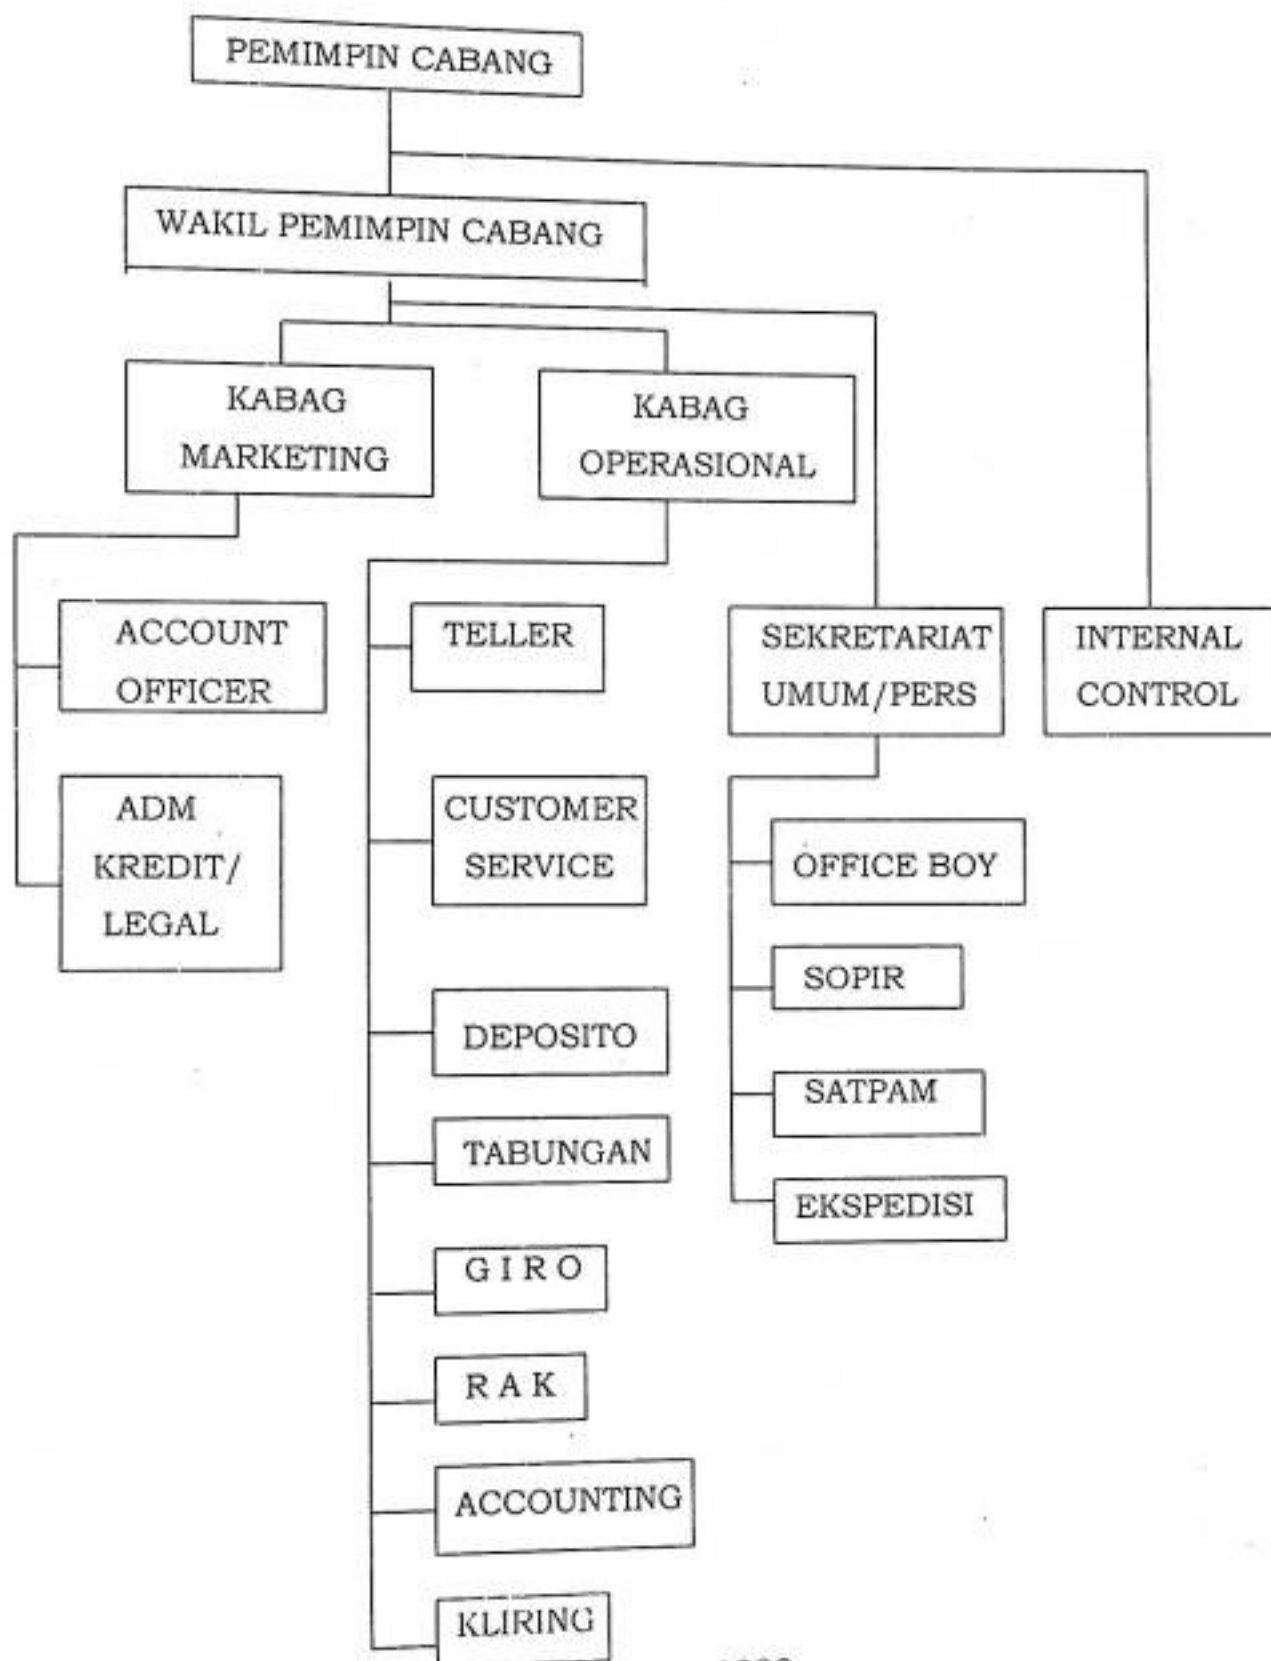 PEMIMPIN CABANG
WAKIL PEMIMPIN CABANG
KABAG
MARKETING
KABAG
OPERASIONAL
ACCOUNT
OFFICER
ADM
KREDIT/
LEGAL
TELLER
CUSTOMER
SERVICE
DEPOSITO
TABUNGAN
G I R O
R A K
ACCOUNTING
KLIRING
SEKRETARIAT
UMUM/PERS
OFFICE BOY
SOPIR
SATPAM
EKSPEDISI
INTERNAL
CONTROL